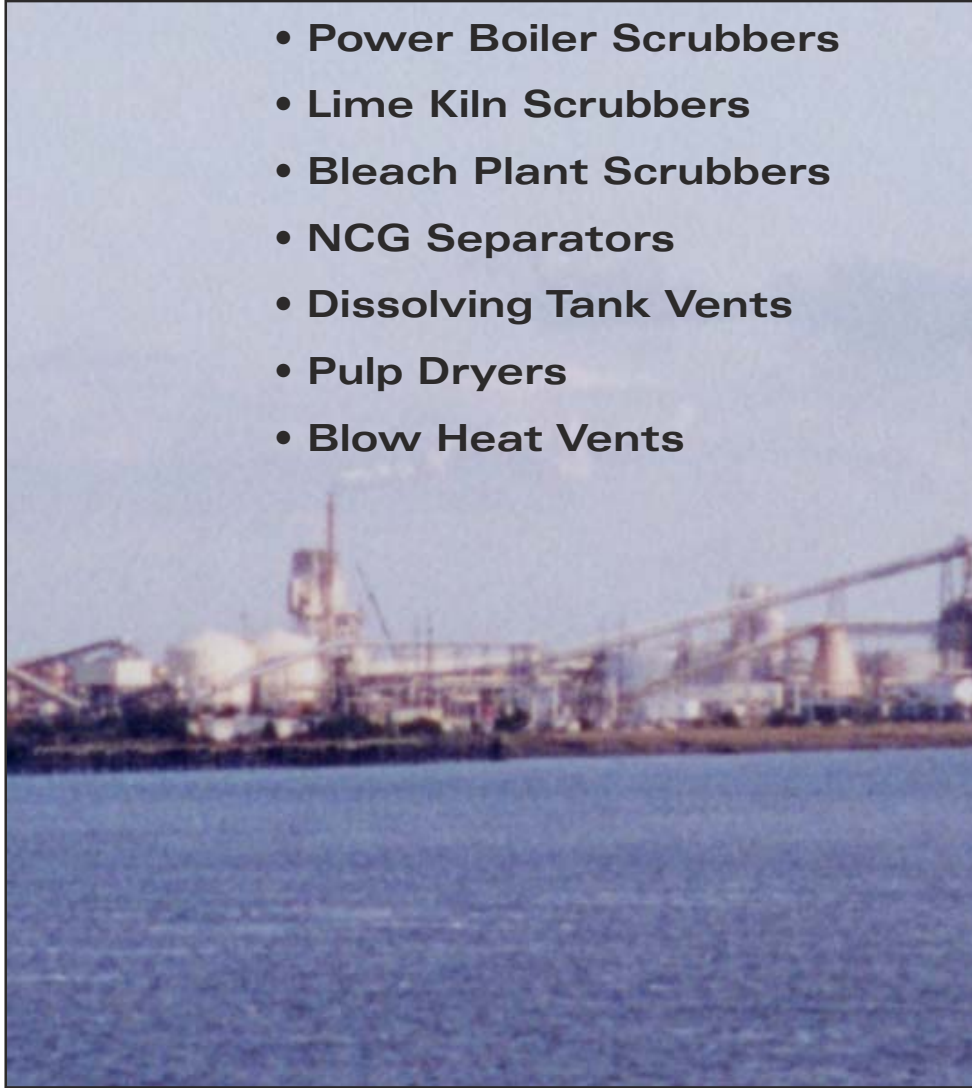 • Power Boiler Scrubbers
• Lime Kiln Scrubbers
• Bleach Plant Scrubbers
• NCG Separators
• Dissolving Tank Vents
• Pulp Dryers
• Blow Heat Vents